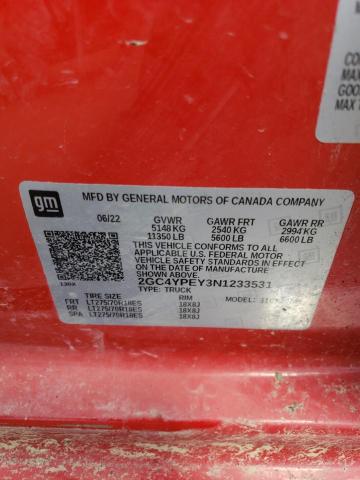 CO
MAX
GOO
MAX T
gm
MFD BY GENERAL MOTORS OF CANADA COMPANY
06/22 GVWR GAWR FRT GAWR RR
5148 KG 2540 KG 2994 KG
11350 LB 5600 LB 6600 LB
THIS VEHICLE CONFORMS TO ALL
APPLICABLE U.S. FEDERAL MOTOR
VEHICLE SAFETY STANDARDS IN EFFECT
ON THE DATE OF MANUFACTURE
SHOWN ABOVE.
2GC4YPEY3N1233531
TYPE: TRUCK
TIRE SIZE RIM MODEL:
FRT LT275/70R18ES 18X8J
RR LT275/70R18ES 18X8J
SPA LT275/70R18ES 18X8J